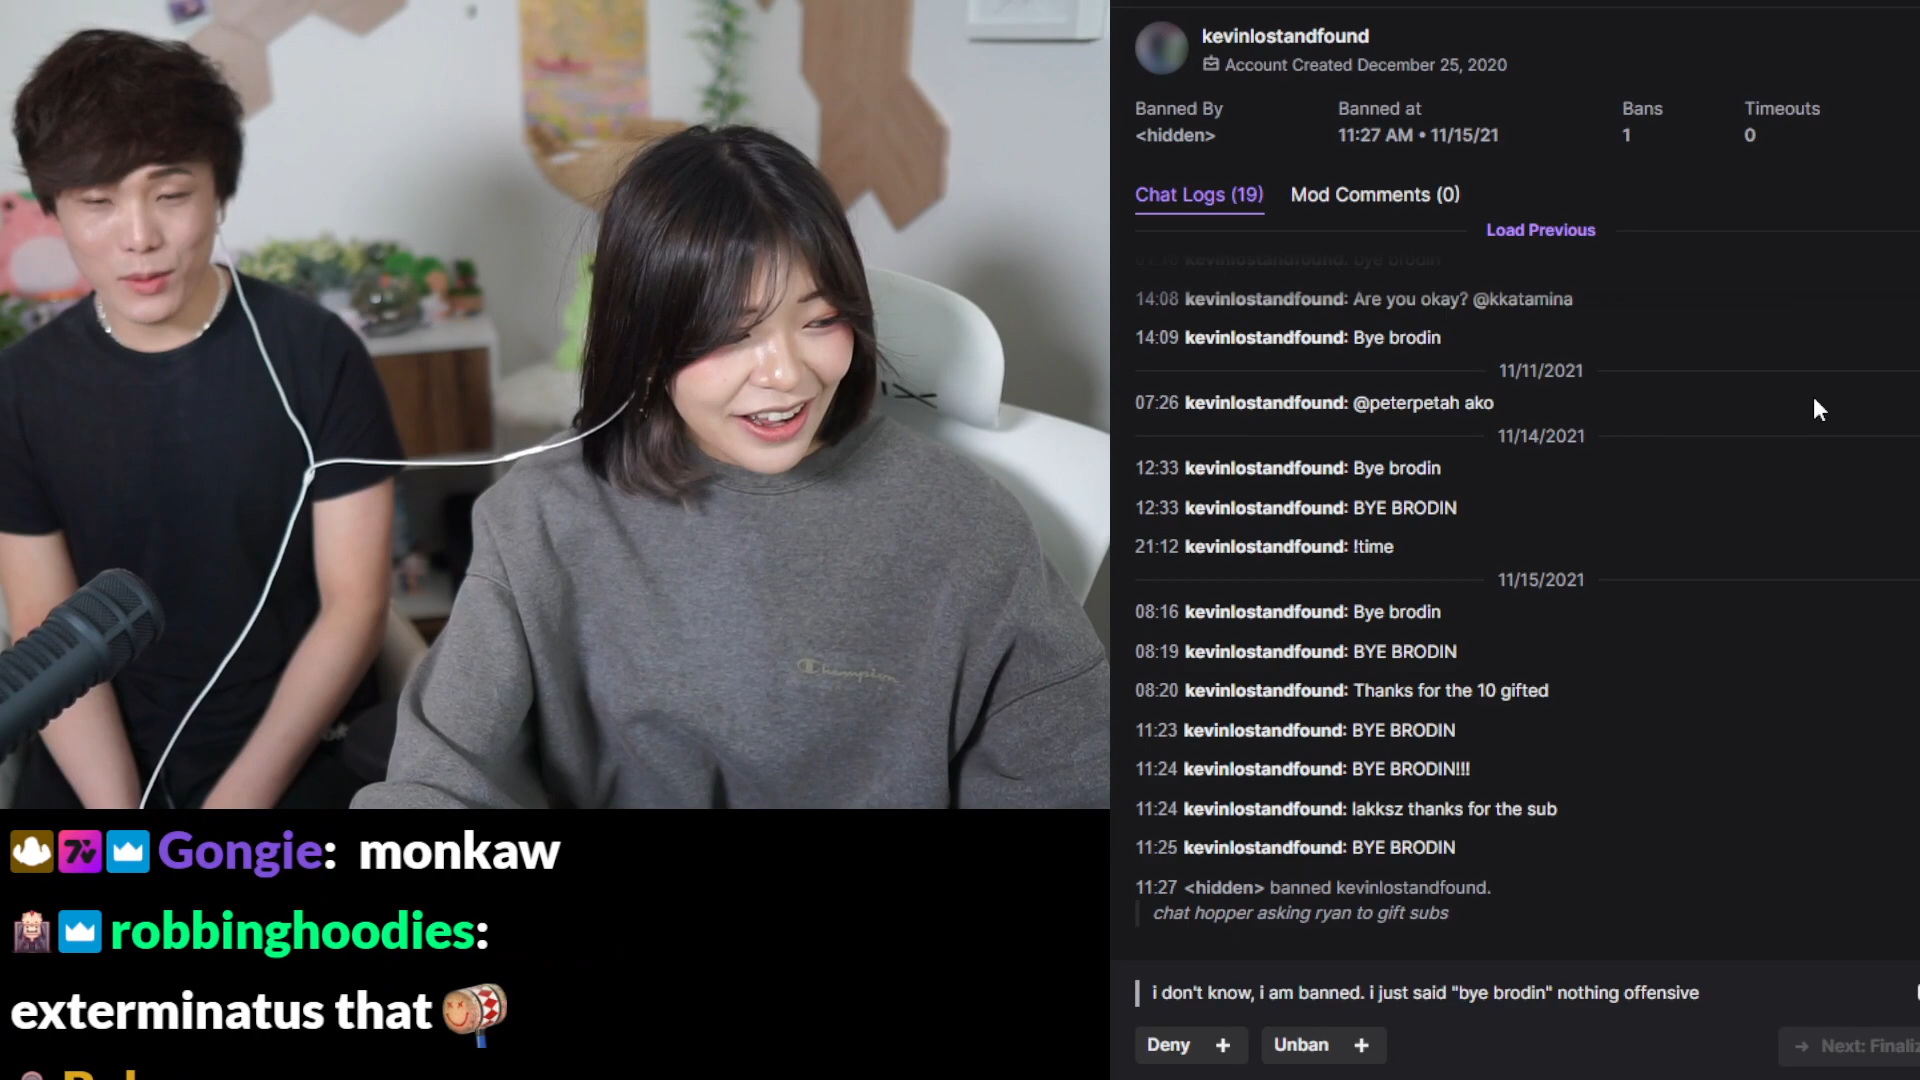 kevinlostandfound
Account Created December 25, 2020
Banned By
Banned at
Bans
Timeouts
<hidden>
11:27 AM • 11/15/21
1
0
Chat Logs (19)
Mod Comments (0)
Load Previous
kevinlostandfound: Bye brodin
14:08 kevinlostandfound: Are you okay? @kkatamina
14:09 kevinlostandfound: Bye brodin
11/11/2021
07:26 kevinlostandfound: @peterpetah ako
11/14/2021
12:33 kevinlostandfound: Bye brodin
12:33 kevinlostandfound: BYE BRODIN
21:12 kevinlostandfound: !time
11/15/2021
08:16 kevinlostandfound: Bye brodin
08:19 kevinlostandfound: BYE BRODIN
08:20 kevinlostandfound: Thanks for the 10 gifted
11:23 kevinlostandfound: BYE BRODIN
11:24 kevinlostandfound: BYE BRODIN!!!
11:24 kevinlostandfound: lakksz thanks for the sub
11:25 kevinlostandfound: BYE BRODIN
11:27 <hidden> banned kevinlostandfound.
chat hopper asking ryan to gift subs
i don't know, i am banned. i just said "bye brodin" nothing offensive
Deny +
Unban +
→ Next: Finaliz
Champion
Gongie: monkaw
robbinghoodies:
exterminatus that